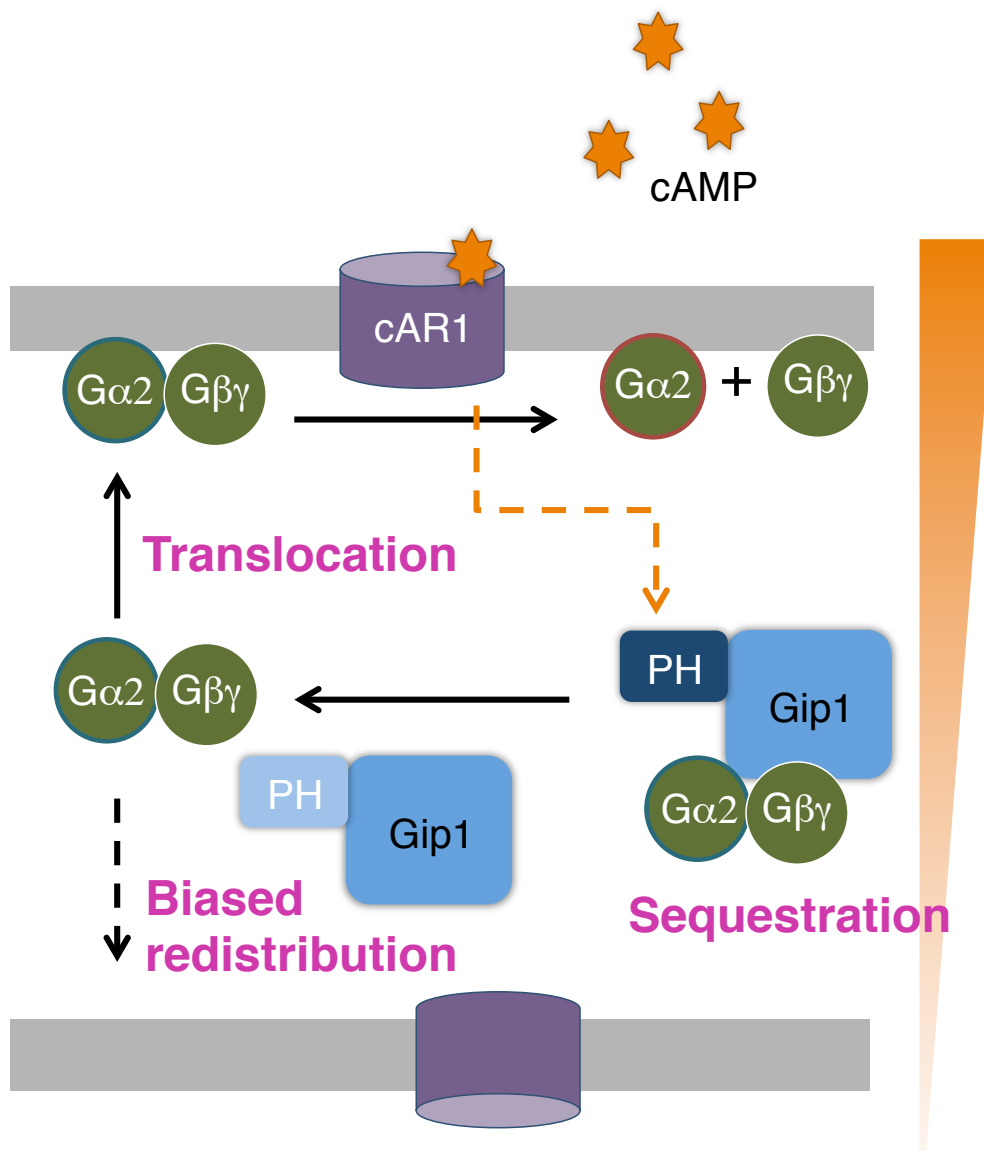 cAMP
cAR1
Gα2 Gβγ
Gα2 + Gβγ
Translocation
Gα2 Gβγ
PH
Gip1
PH
Gip1
Gα2 Gβγ
Biased
redistribution
Sequestration